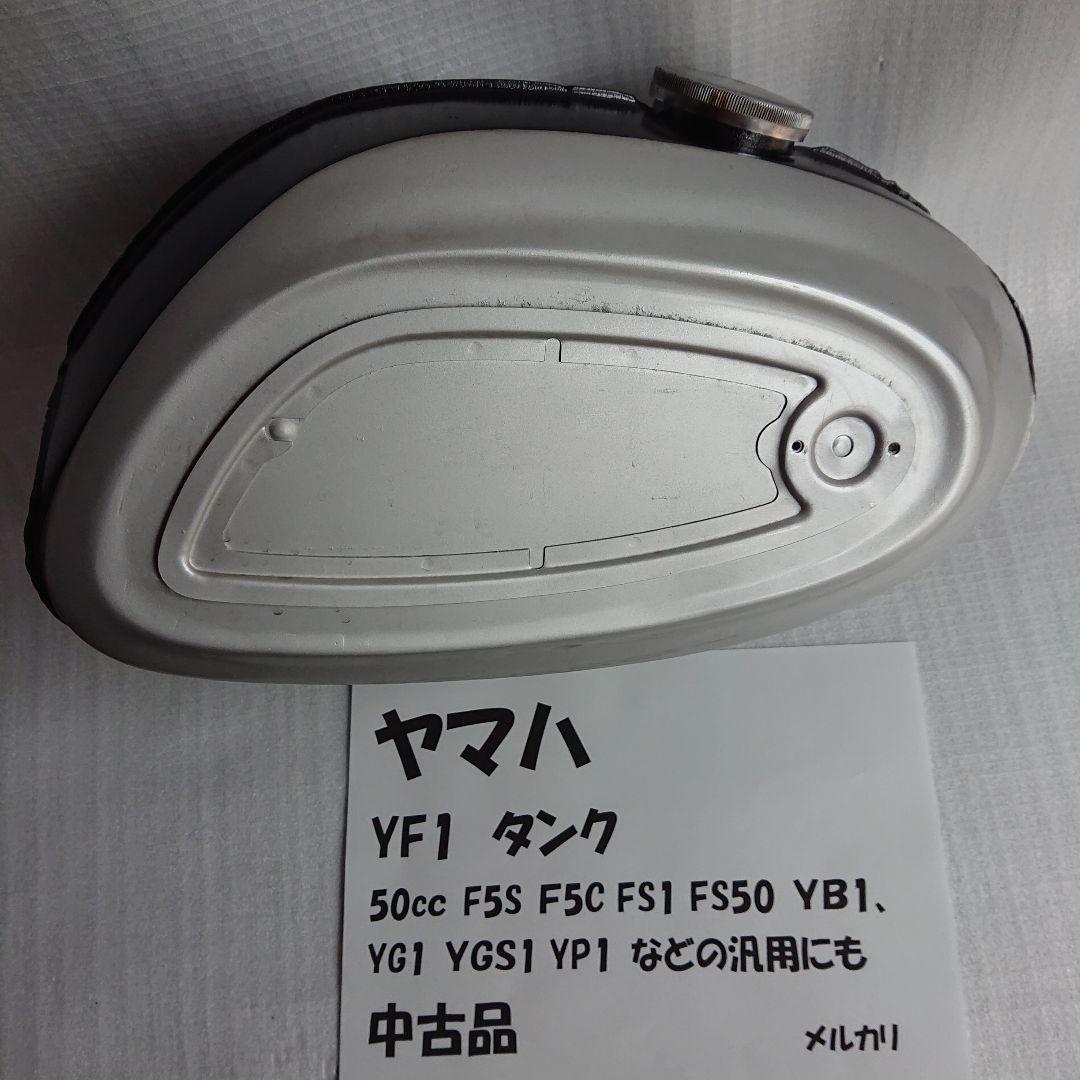 ヤマハ
YF1 タンク
50cc F5S F5C FS1 FS50 YB1、
YG1 YGS1 YP1 などの汎用にも
中古品 メルカリ